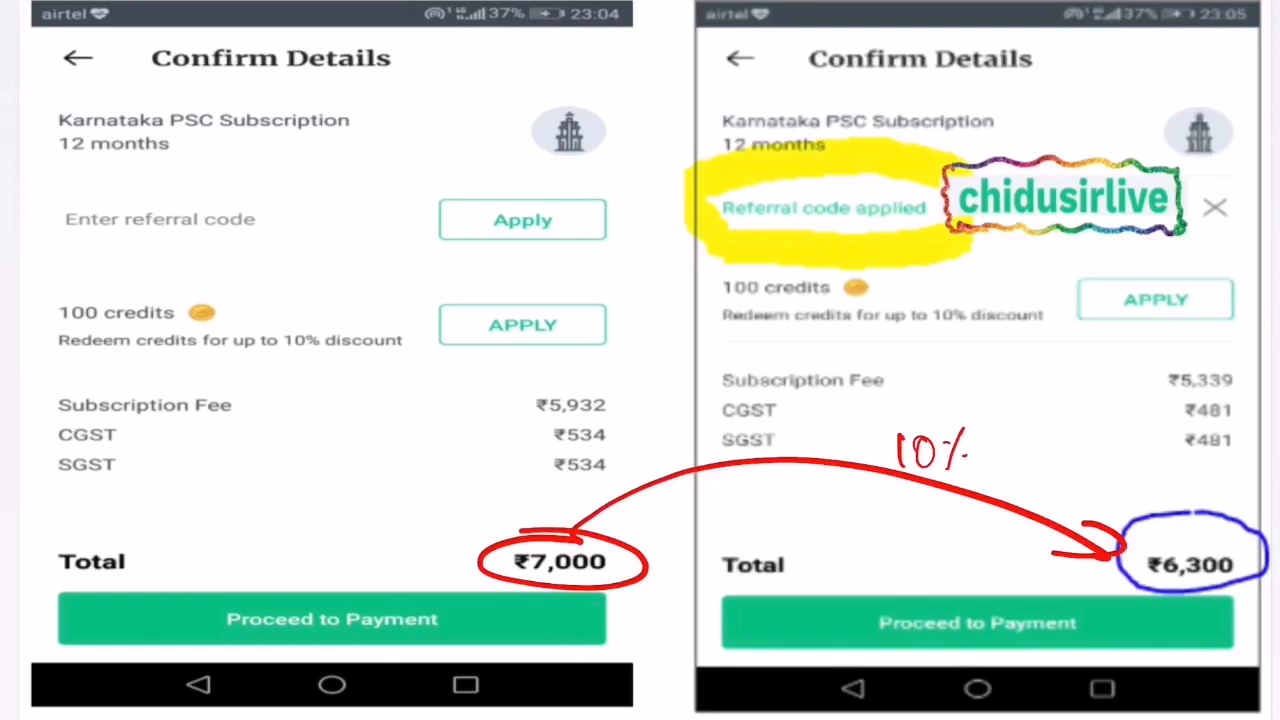 airtel 37% 23:04
Confirm Details
Karnataka PSC Subscription
12 months
Enter referral code Apply
100 credits APPLY
Redeem credits for up to 10% discount
Subscription Fee ₹5,932
CGST ₹534
SGST ₹534
Total ₹7,000
Proceed to Payment
airtel 37% 23:05
Confirm Details
Karnataka PSC Subscription
12 months
Referral code applied chidusirlive
100 credits APPLY
Redeem credits for up to 10% discount
Subscription Fee ₹5,339
CGST ₹481
SGST ₹481
10%
Total ₹6,300
Proceed to Payment